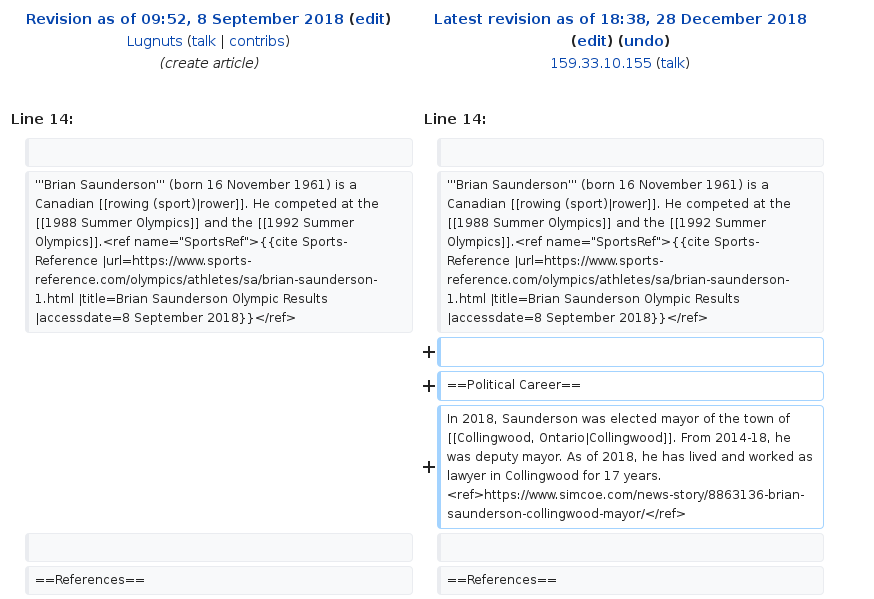 Revision as of 09:52, 8 September 2018 (edit)
Lugnuts (talk | contribs)
(create article)
Latest revision as of 18:38, 28 December 2018
(edit) (undo)
159.33.10.155 (talk)
Line 14:
Line 14:
'''Brian Saunderson''' (born 16 November 1961) is a
Canadian [[rowing (sport)|rower]]. He competed at the
[[1988 Summer Olympics]] and the [[1992 Summer
Olympics]].<ref name="SportsRef">{{cite Sports-
Reference |url=https://www.sports-
reference.com/olympics/athletes/sa/brian-saunderson-
1.html |title=Brian Saunderson Olympic Results
|accessdate=8 September 2018}}</ref>
'''Brian Saunderson''' (born 16 November 1961) is a
Canadian [[rowing (sport)|rower]]. He competed at the
[[1988 Summer Olympics]] and the [[1992 Summer
Olympics]].<ref name="SportsRef">{{cite Sports-
Reference |url=https://www.sports-
reference.com/olympics/athletes/sa/brian-saunderson-
1.html |title=Brian Saunderson Olympic Results
|accessdate=8 September 2018}}</ref>
+
+ ==Political Career==
In 2018, Saunderson was elected mayor of the town of
[[Collingwood, Ontario|Collingwood]]. From 2014-18, he
was deputy mayor. As of 2018, he has lived and worked as
+ lawyer in Collingwood for 17 years.
<ref>https://www.simcoe.com/news-story/8863136-brian-
saunderson-collingwood-mayor/</ref>
==References==
==References==